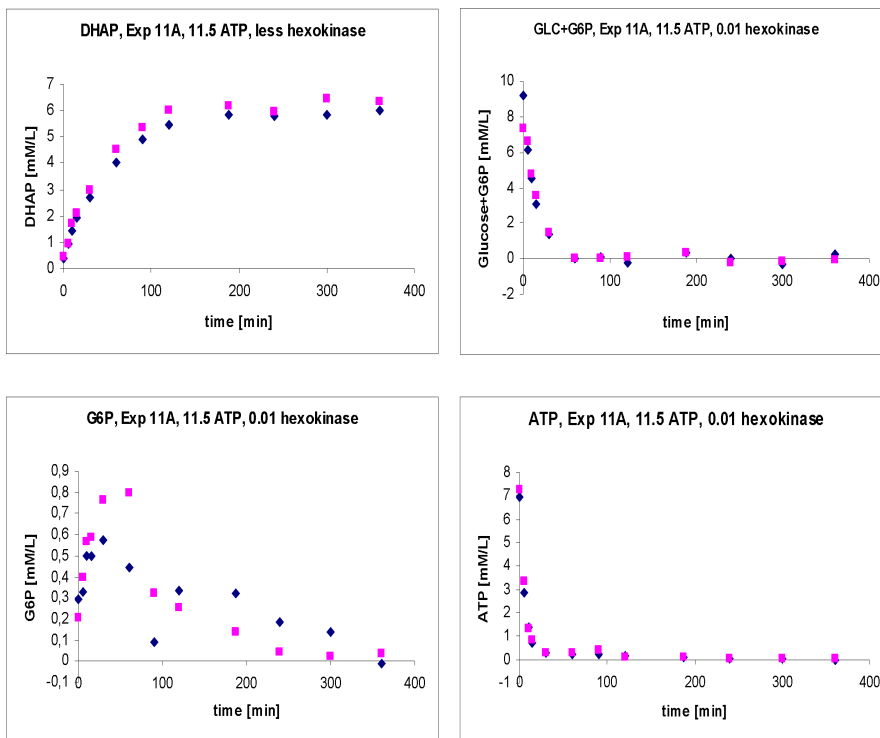 DHAP, Exp 11A, 11.5 ATP, less hexokinase
DHAP [mM/L]
7
6
5
4
3
2
1
0
0 100 200 300 400
time [min]
GLC+G6P, Exp 11A, 11.5 ATP, 0.01 hexokinase
Glucose+G6P [mM/L]
10
8
6
4
2
0
-2
0 100 200 300 400
time [min]
G6P, Exp 11A, 11.5 ATP, 0.01 hexokinase
G6P [mM/L]
0,9
0,8
0,7
0,6
0,5
0,4
0,3
0,2
0,1
0
-0,1
0 100 200 300 400
time [min]
ATP, Exp 11A, 11.5 ATP, 0.01 hexokinase
ATP [mM/L]
8
7
6
5
4
3
2
1
0
-1
0 100 200 300 400
time [min]